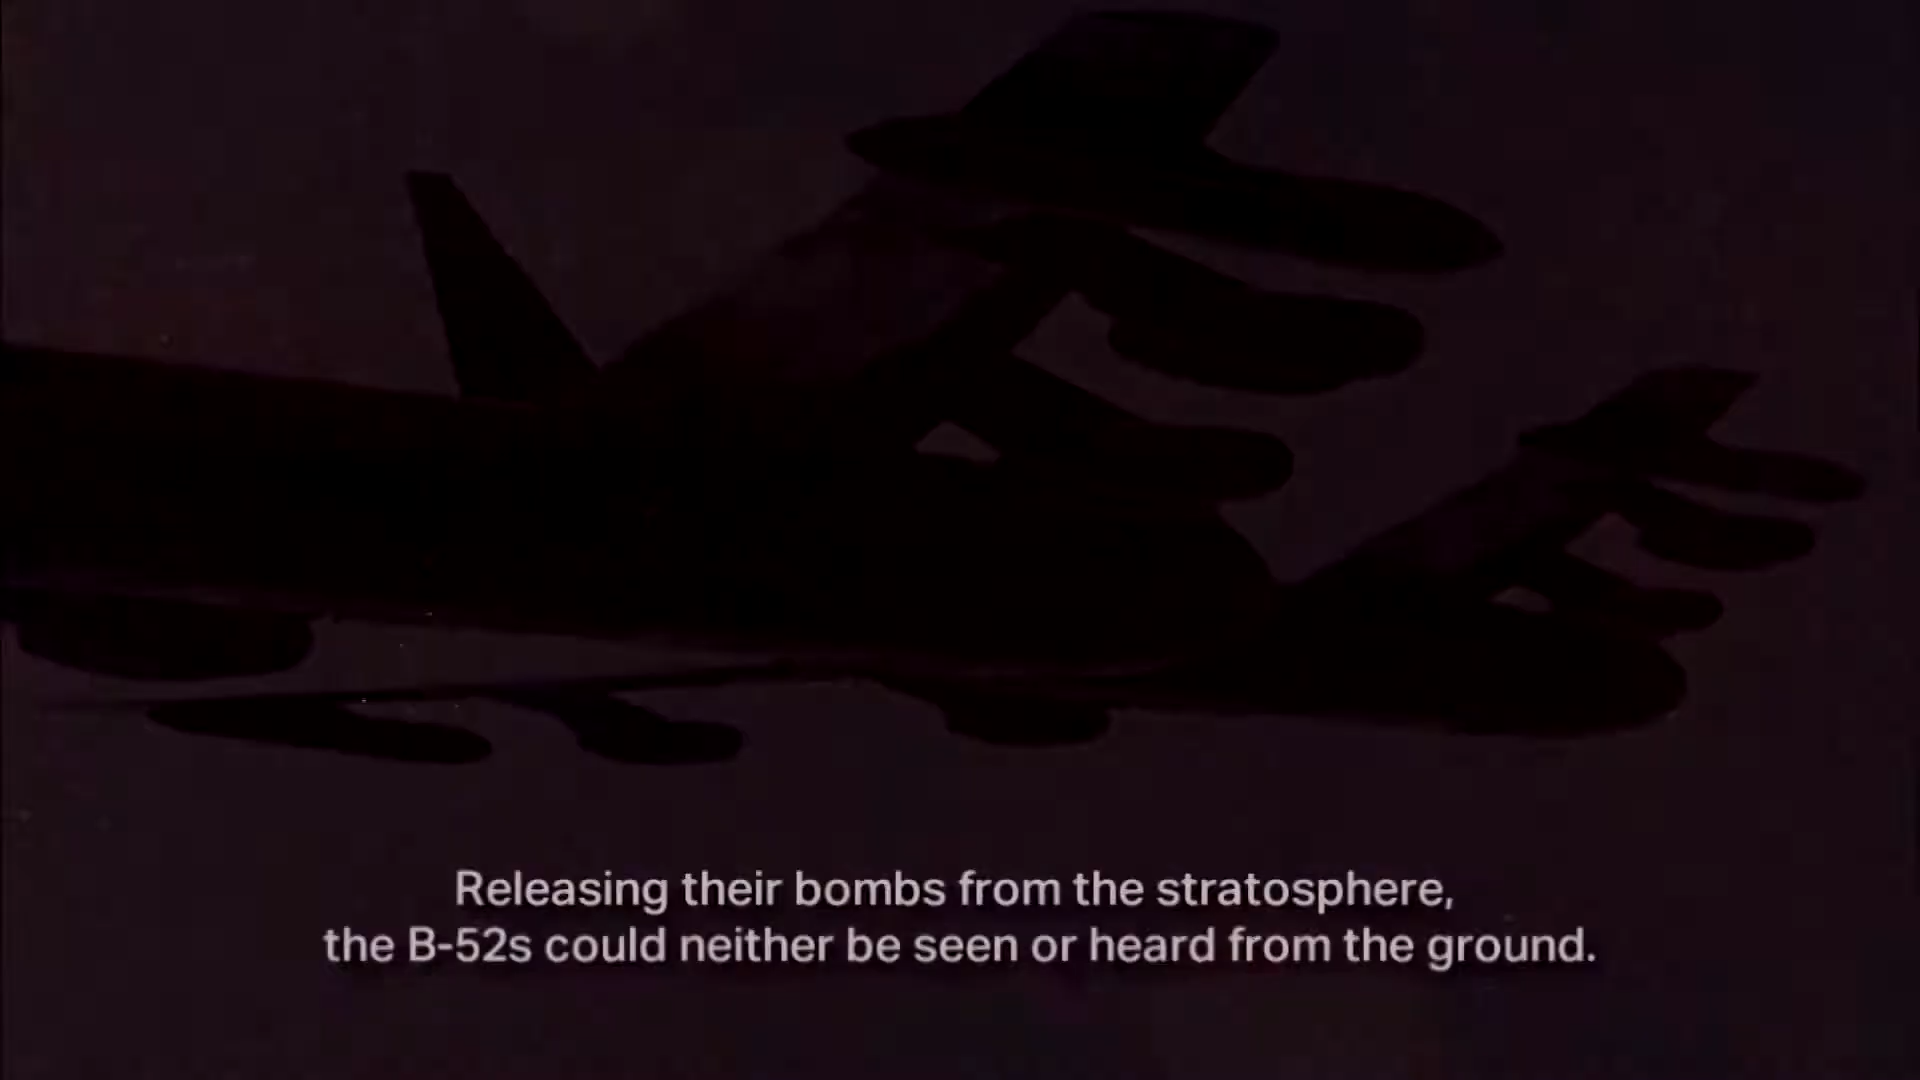 Releasing their bombs from the stratosphere,
the B-52s could neither be seen or heard from the ground.